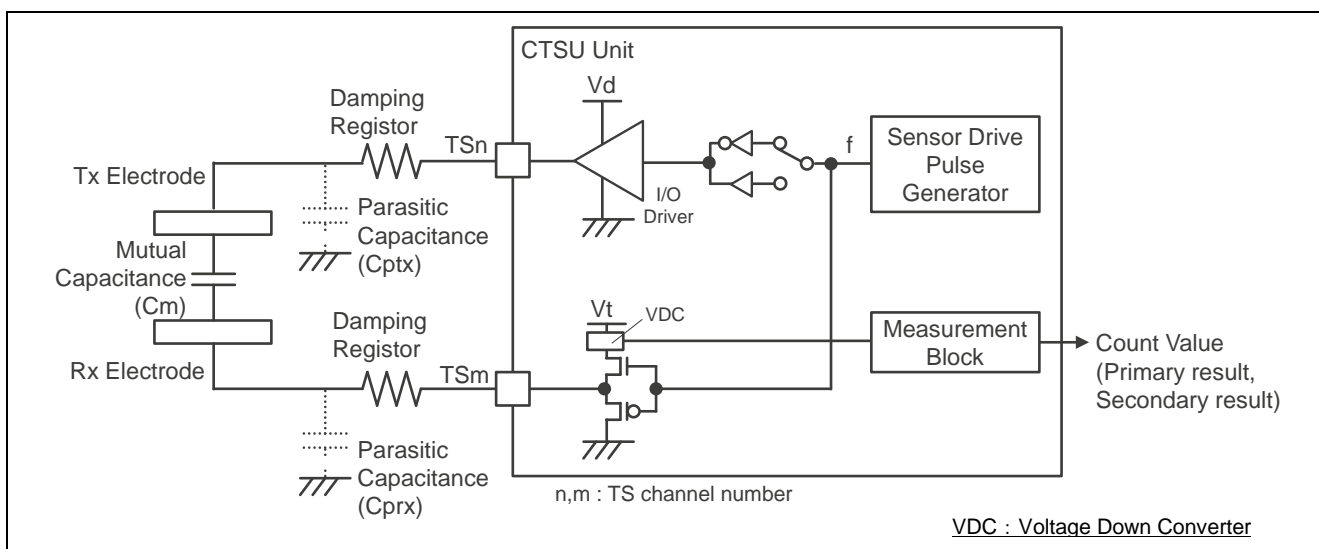 CTSU Unit
Vd
Damping
Registor
TSn
f
Sensor Drive
Pulse
Generator
Tx Electrode
I/O
Driver
Parasitic
Capacitance
(Cptx)
Mutual
Capacitance
(Cm)
Vt
VDC
Damping
Registor
Measurement
Block
Count Value
(Primary result,
Secondary result)
Rx Electrode
TSm
Parasitic
Capacitance
(Cprx)
n,m : TS channel number
VDC : Voltage Down Converter